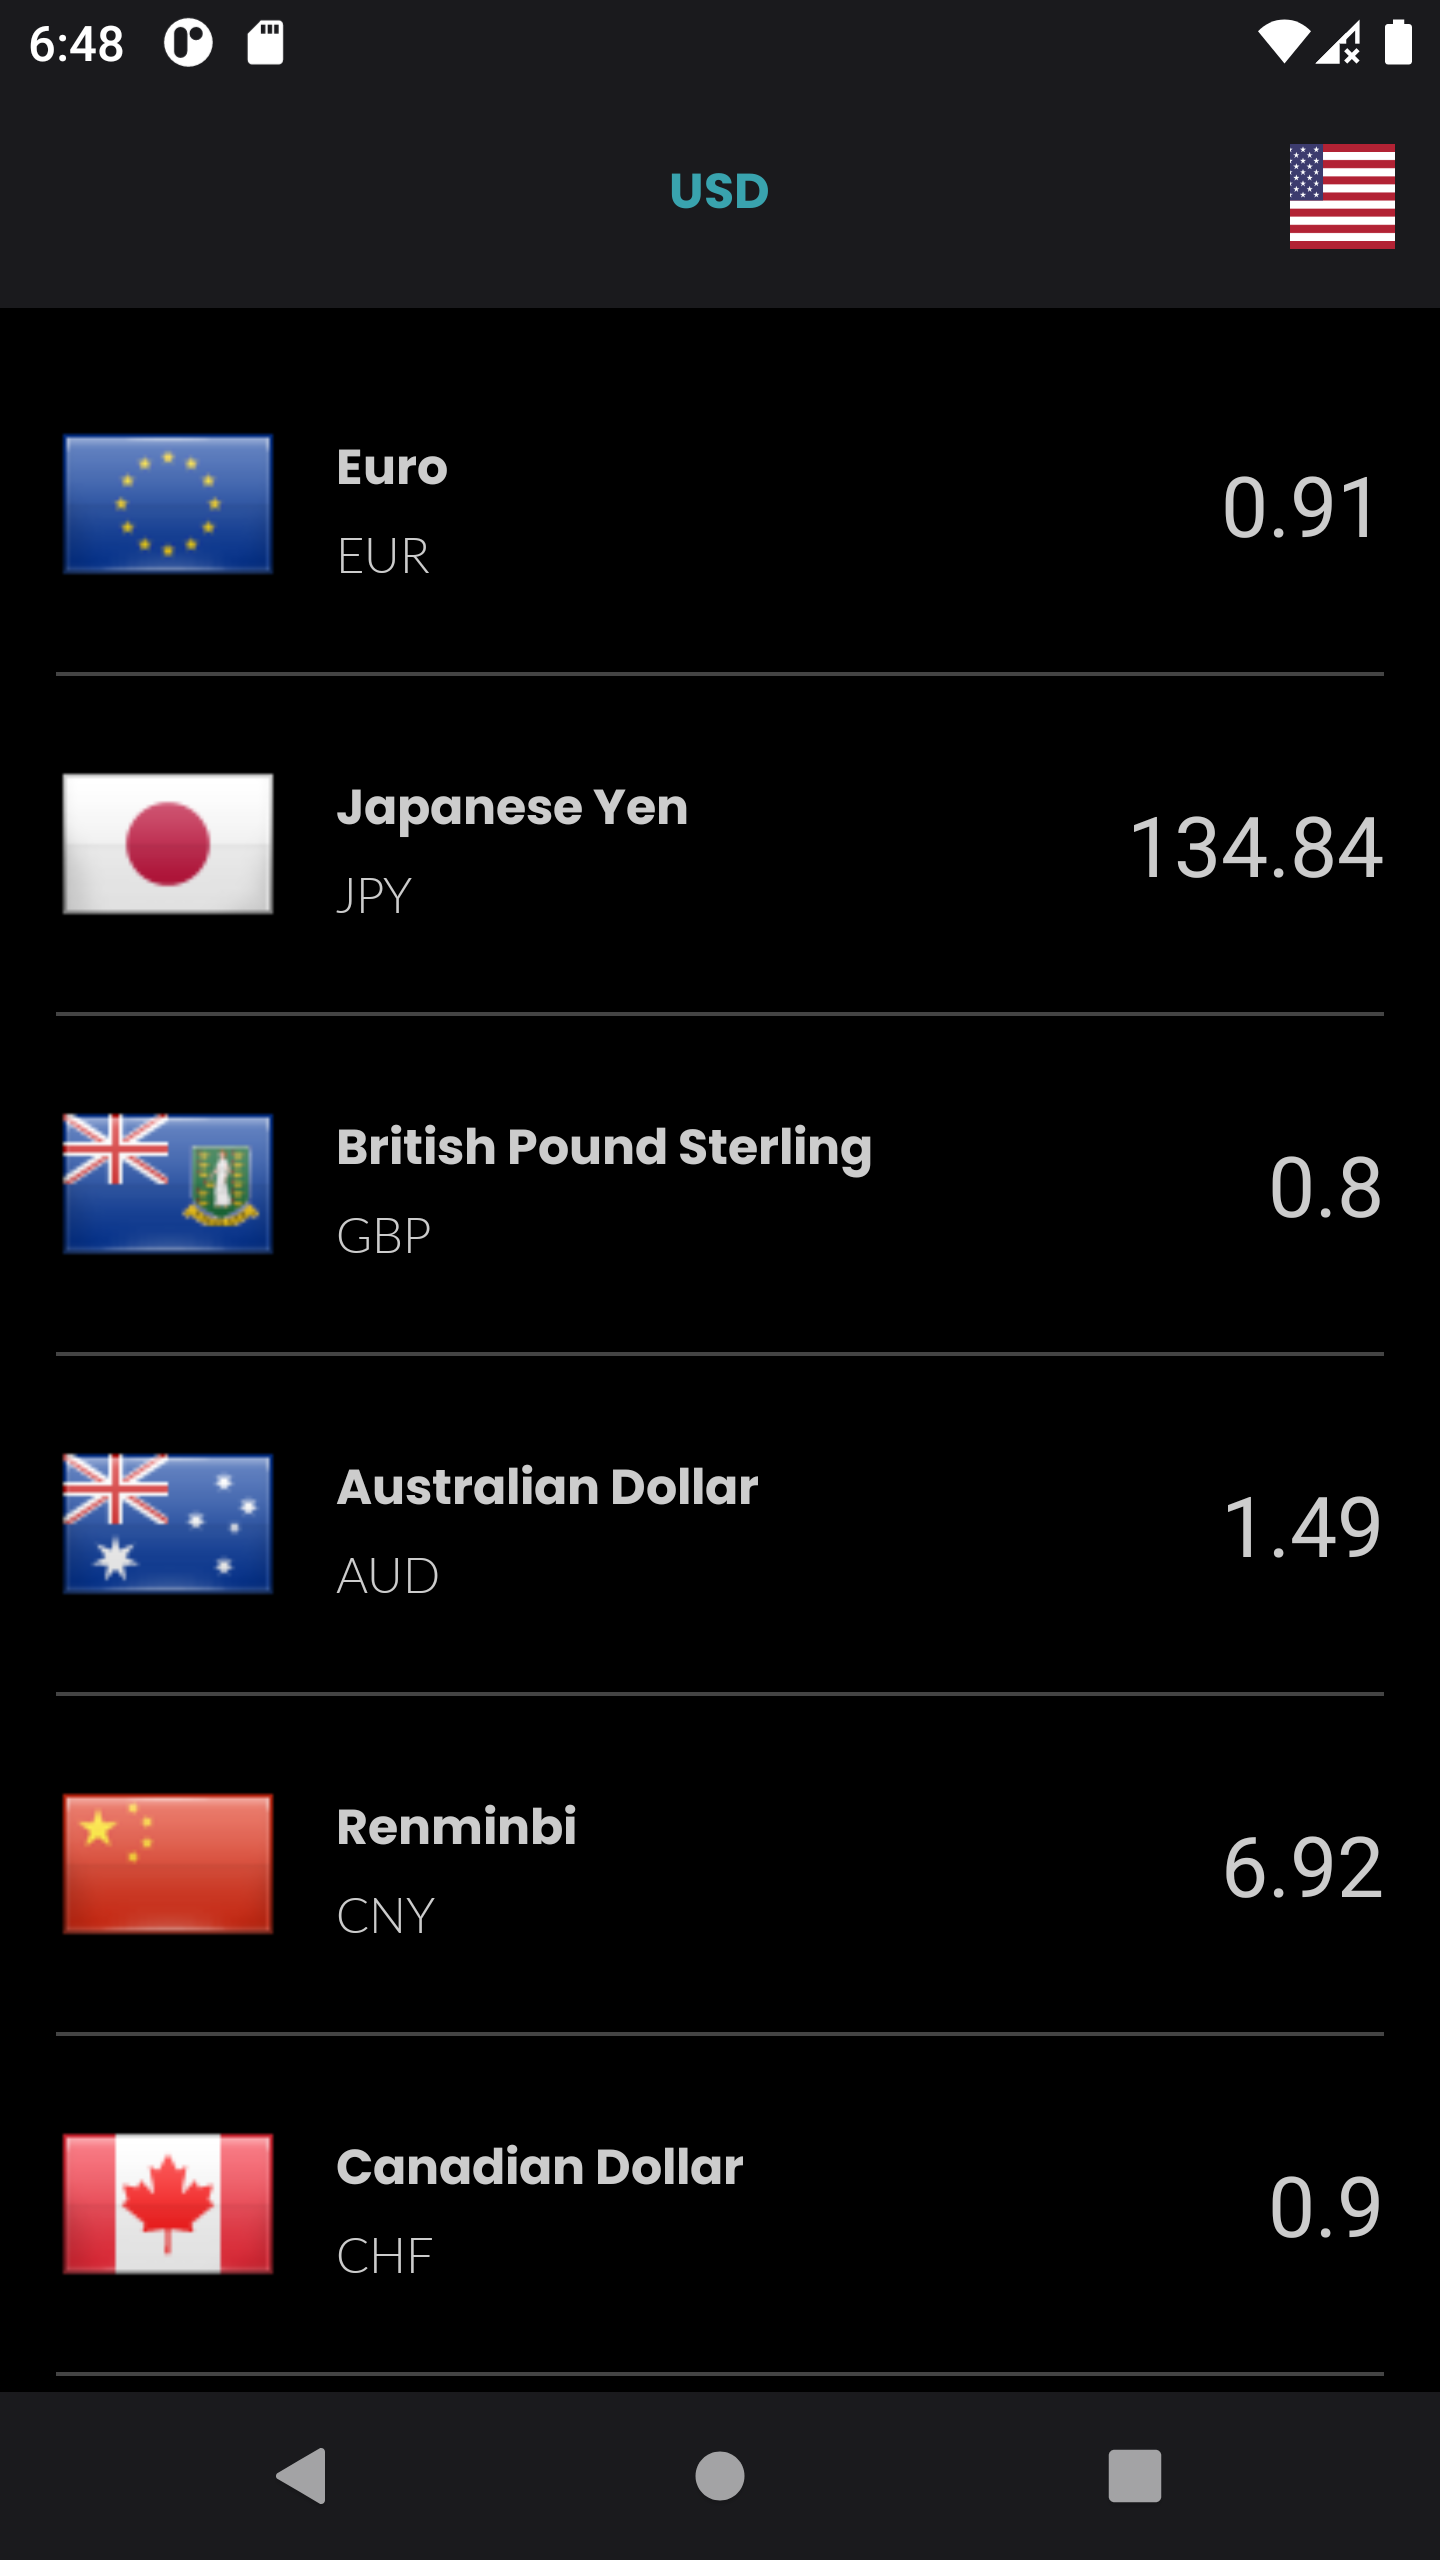 6:48
USD
Euro
EUR
0.91
Japanese Yen
JPY
134.84
British Pound Sterling
GBP
0.8
Australian Dollar
AUD
1.49
Renminbi
CNY
6.92
Canadian Dollar
CHF
0.9